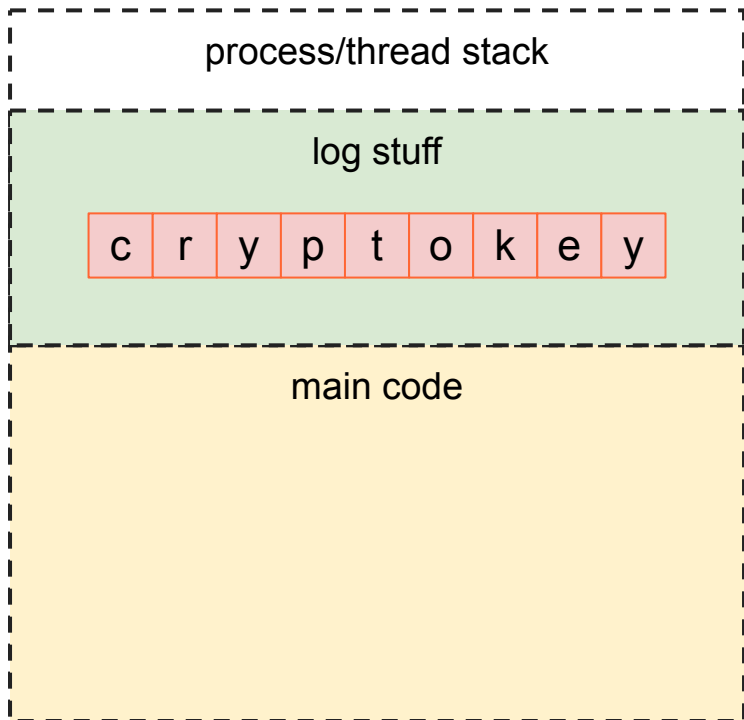 process/thread stack
log stuff
c r y p t o k e y
main code